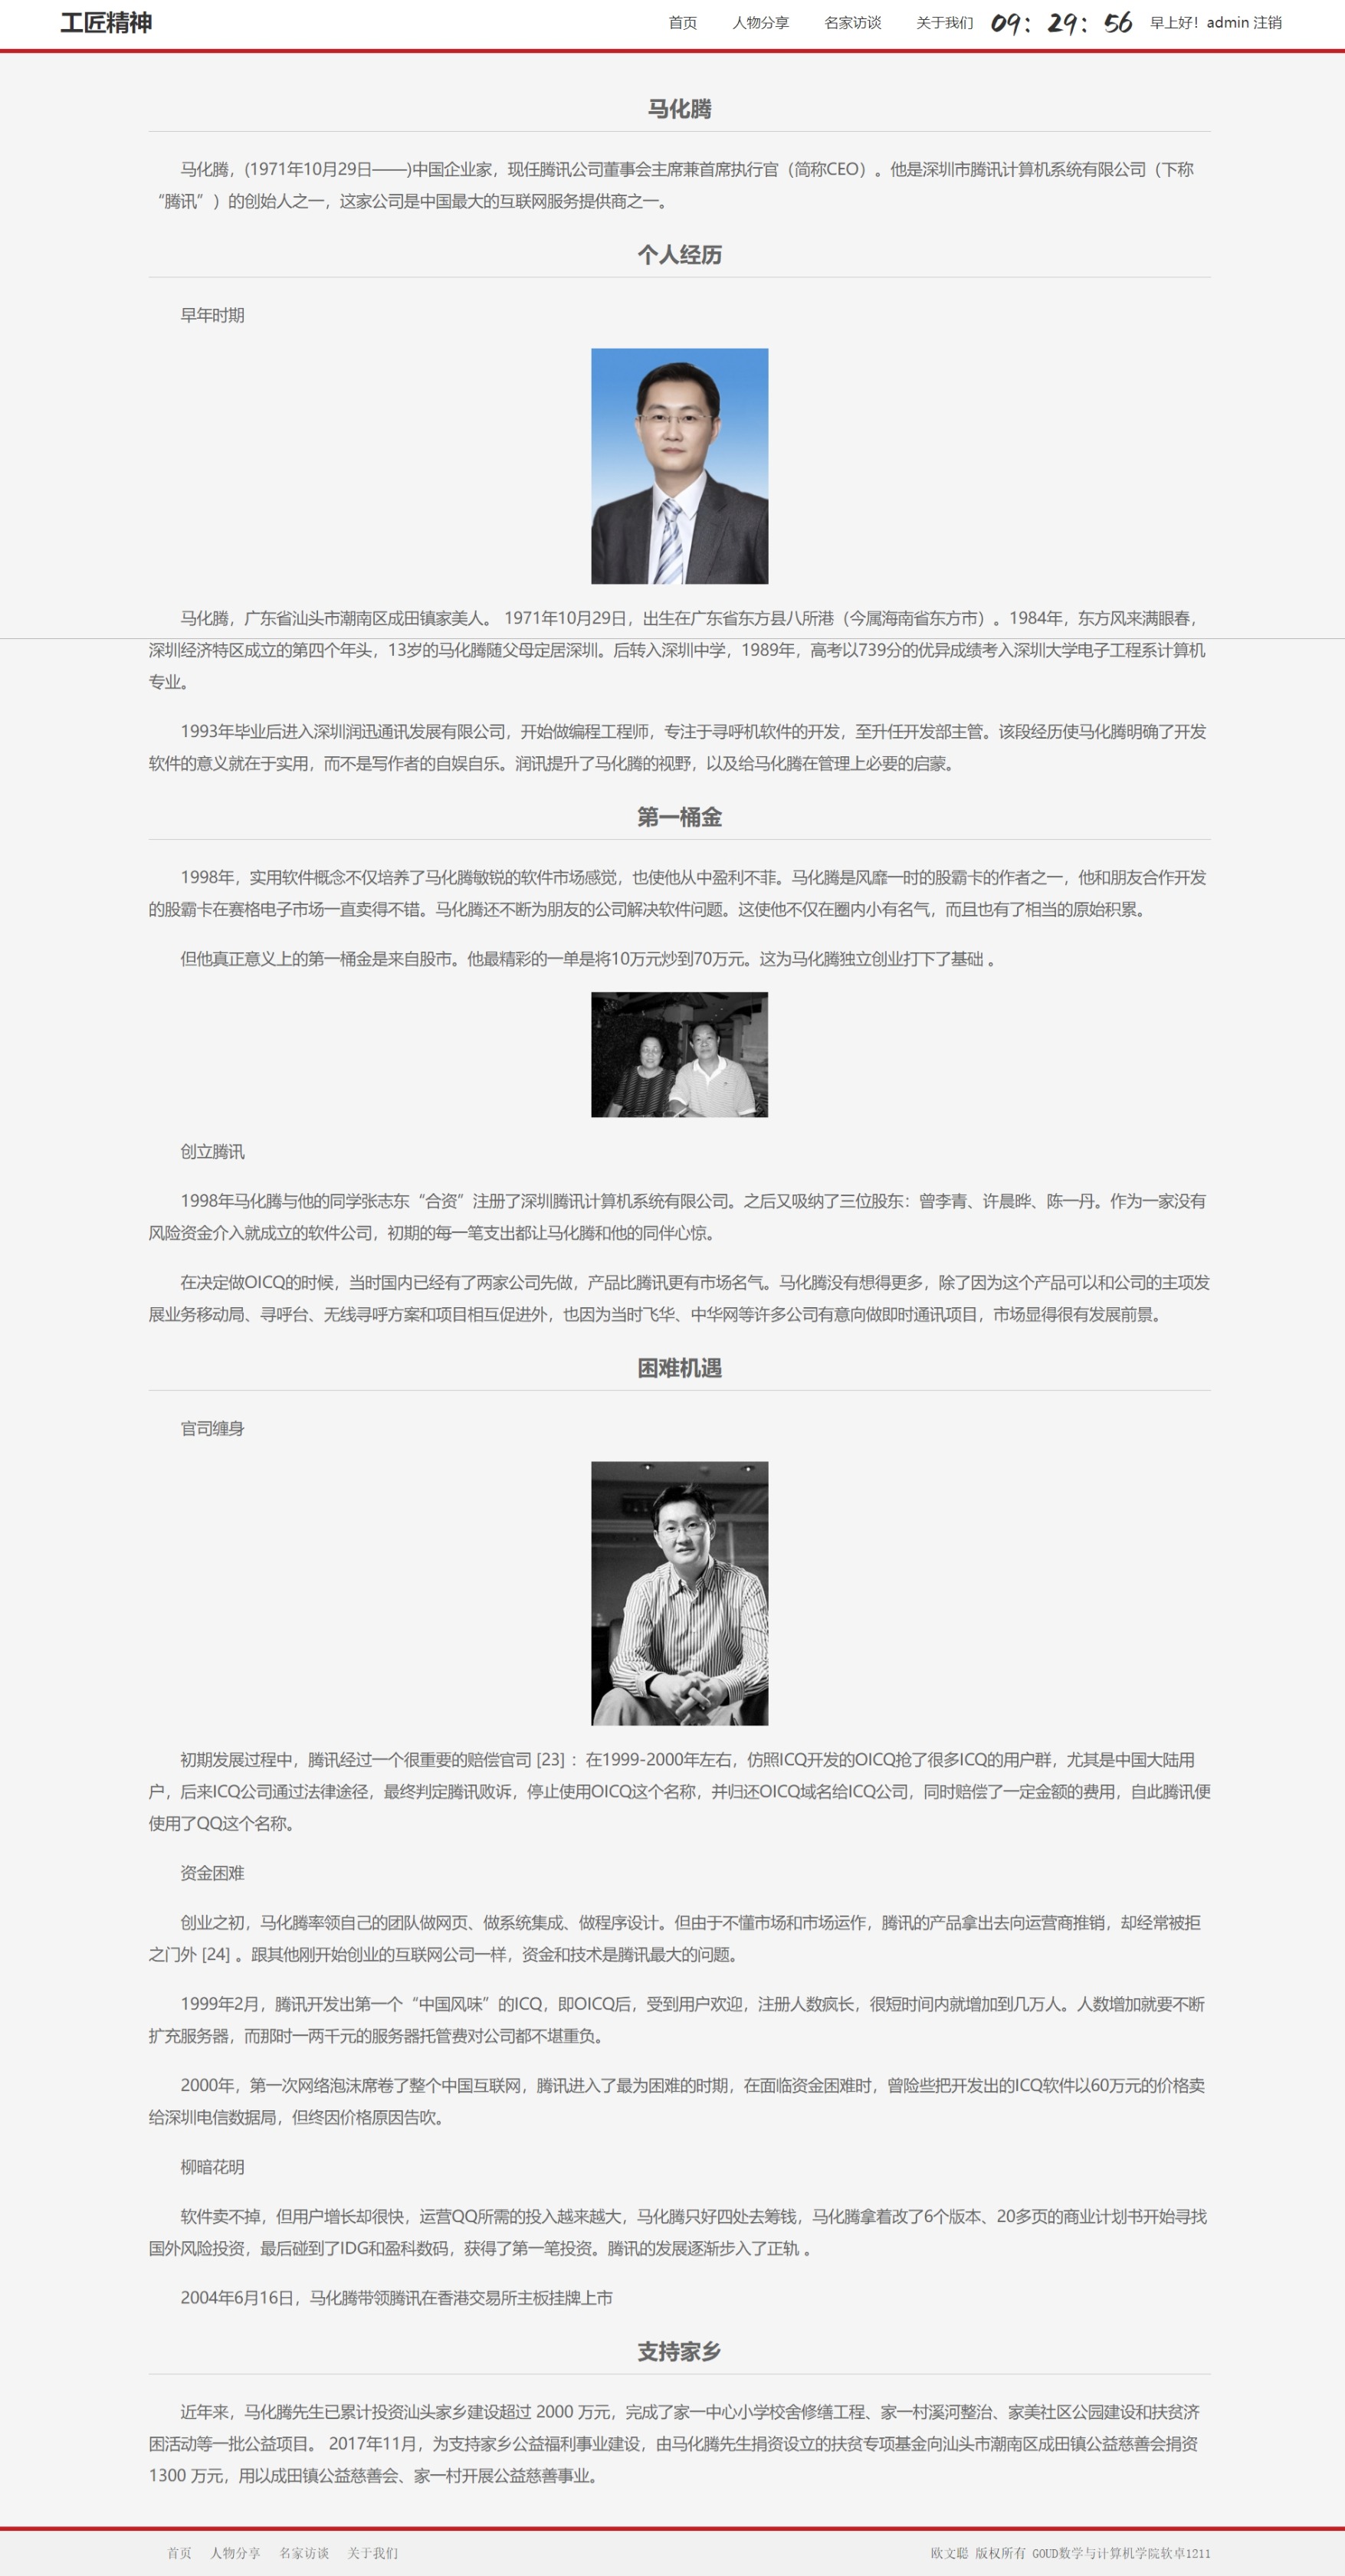 工匠精神 首页 人物分享 名家访谈 关于我们 09: 29: 56 早上好！admin 注销
马化腾
马化腾，(1971年10月29日——)中国企业家，现任腾讯公司董事会主席兼首席执行官（简称CEO）。他是深圳市腾讯计算机系统有限公司（下称
“腾讯”）的创始人之一，这家公司是中国最大的互联网服务提供商之一。
个人经历
早年时期
马化腾，广东省汕头市潮南区成田镇家美人。 1971年10月29日，出生在广东省东方县八所港（今属海南省东方市）。1984年，东方风来满眼春，
深圳经济特区成立的第四个年头，13岁的马化腾随父母定居深圳。后转入深圳中学，1989年，高考以739分的优异成绩考入深圳大学电子工程系计算机
专业。
1993年毕业后进入深圳润迅通讯发展有限公司，开始做编程工程师，专注于寻呼机软件的开发，至升任开发部主管。该段经历使马化腾明确了开发
软件的意义就在于实用，而不是写作者的自娱自乐。润讯提升了马化腾的视野，以及给马化腾在管理上必要的启蒙。
第一桶金
1998年，实用软件概念不仅培养了马化腾敏锐的软件市场感觉，也使他从中盈利不菲。马化腾是风靡一时的股霸卡的作者之一，他和朋友合作开发
的股霸卡在赛格电子市场一直卖得不错。马化腾还不断为朋友的公司解决软件问题。这使他不仅在圈内小有名气，而且也有了相当的原始积累。
但他真正意义上的第一桶金是来自股市。他最精彩的一单是将10万元炒到70万元。这为马化腾独立创业打下了基础 。
创立腾讯
1998年马化腾与他的同学张志东“合资”注册了深圳腾讯计算机系统有限公司。之后又吸纳了三位股东：曾李青、许晨晔、陈一丹。作为一家没有
风险资金介入就成立的软件公司，初期的每一笔支出都让马化腾和他的同伴心惊。
在决定做OICQ的时候，当时国内已经有了两家公司先做，产品比腾讯更有市场名气。马化腾没有想得更多，除了因为这个产品可以和公司的主项发
展业务移动局、寻呼台、无线寻呼方案和项目相互促进外，也因为当时飞华、中华网等许多公司有意向做即时通讯项目，市场显得很有发展前景。
困难机遇
官司缠身
初期发展过程中，腾讯经过一个很重要的赔偿官司 [23] ：在1999-2000年左右，仿照ICQ开发的OICQ抢了很多ICQ的用户群，尤其是中国大陆用
户，后来ICQ公司通过法律途径，最终判定腾讯败诉，停止使用OICQ这个名称，并归还OICQ域名给ICQ公司，同时赔偿了一定金额的费用，自此腾讯便
使用了QQ这个名称。
资金困难
创业之初，马化腾率领自己的团队做网页、做系统集成、做程序设计。但由于不懂市场和市场运作，腾讯的产品拿出去向运营商推销，却经常被拒
之门外 [24] 。跟其他刚开始创业的互联网公司一样，资金和技术是腾讯最大的问题。
1999年2月，腾讯开发出第一个“中国风味”的ICQ，即OICQ后，受到用户欢迎，注册人数疯长，很短时间内就增加到几万人。人数增加就要不断
扩充服务器，而那时一两千元的服务器托管费对公司都不堪重负。
2000年，第一次网络泡沫席卷了整个中国互联网，腾讯进入了最为困难的时期，在面临资金困难时，曾险些把开发出的ICQ软件以60万元的价格卖
给深圳电信数据局，但终因价格原因告吹。
柳暗花明
软件卖不掉，但用户增长却很快，运营QQ所需的投入越来越大，马化腾只好四处去筹钱，马化腾拿着改了6个版本、20多页的商业计划书开始寻找
国外风险投资，最后碰到了IDG和盈科数码，获得了第一笔投资。腾讯的发展逐渐步入了正轨 。
2004年6月16日，马化腾带领腾讯在香港交易所主板挂牌上市
支持家乡
近年来，马化腾先生已累计投资汕头家乡建设超过 2000 万元，完成了家一中心小学校舍修缮工程、家一村溪河整治、家美社区公园建设和扶贫济
困活动等一批公益项目。 2017年11月，为支持家乡公益福利事业建设，由马化腾先生捐资设立的扶贫专项基金向汕头市潮南区成田镇公益慈善会捐资
1300 万元，用以成田镇公益慈善会、家一村开展公益慈善事业。
首页 人物分享 名家访谈 关于我们 欧文聪 版权所有 GOUD数学与计算机学院软卓1211